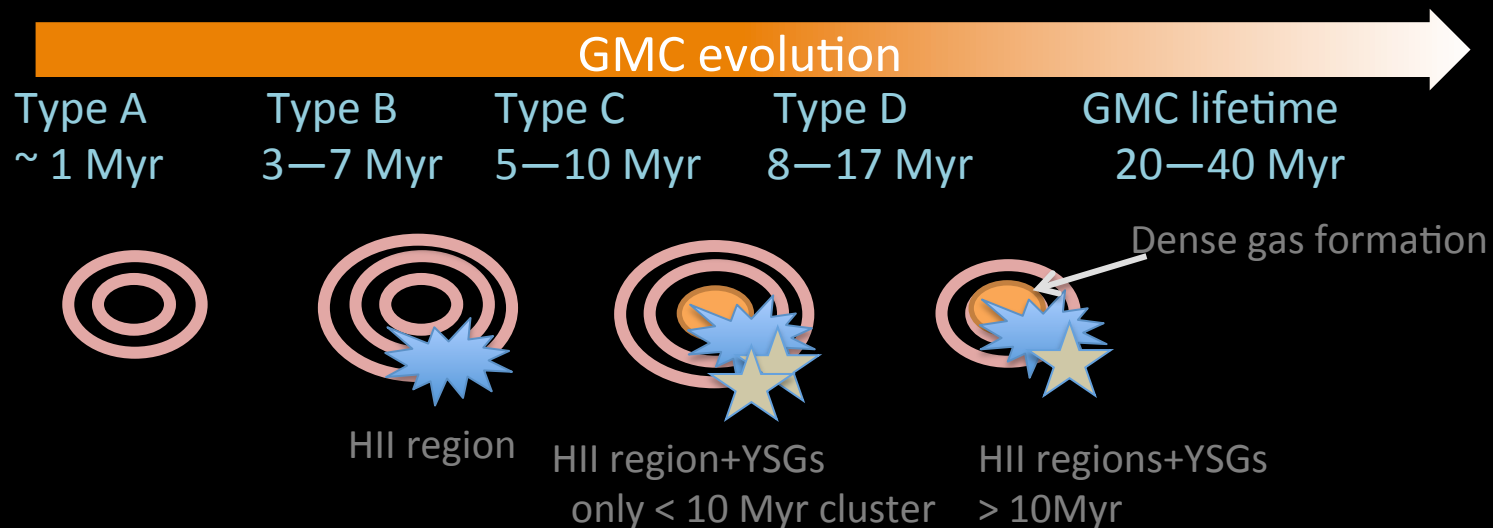 GMC evolution
Type A
~ 1 Myr
Type B
3—7 Myr
Type C
5—10 Myr
Type D
8—17 Myr
GMC lifetime
20—40 Myr
Dense gas formation
HII region
HII region+YSGs
only < 10 Myr cluster
HII regions+YSGs
> 10Myr